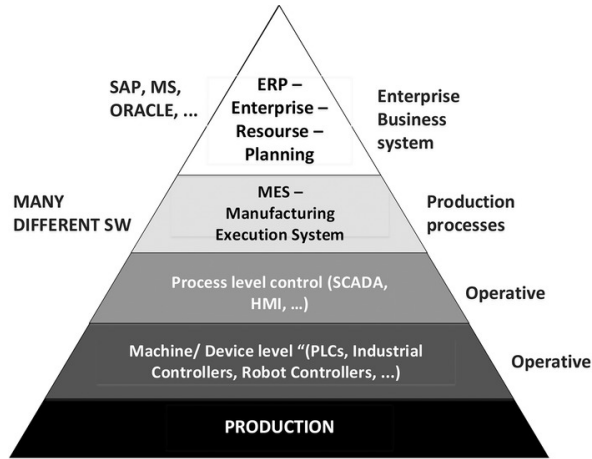 SAP, MS,
ORACLE, ...
ERP –
Enterprise –
Resourse –
Planning
Enterprise
Business
system
MANY
DIFFERENT SW
MES –
Manufacturing
Execution System
Production
processes
Process level control (SCADA,
HMI, …)
Operative
Machine/ Device level “(PLCs, Industrial
Controllers, Robot Controllers, ...)
Operative
PRODUCTION